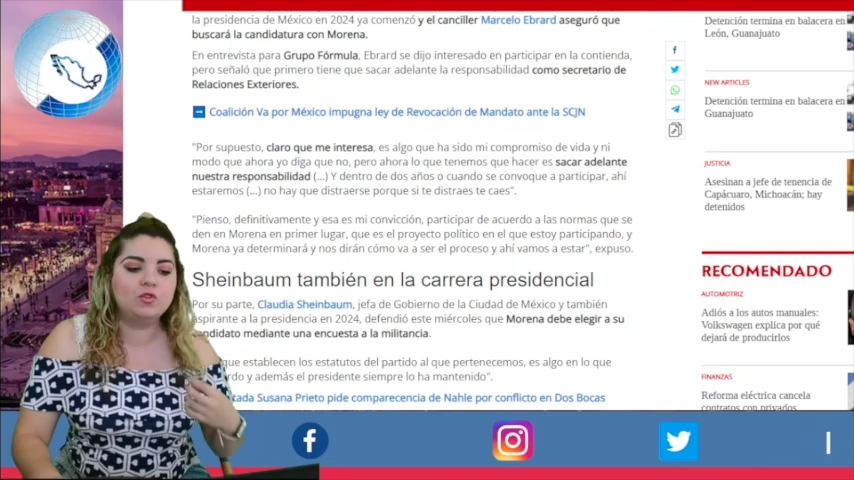 la presidencia de México en 2024 ya comenzó y el canciller Marcelo Ebrard aseguró que
buscará la candidatura con Morena.
En entrevista para Grupo Fórmula, Ebrard se dijo interesado en participar en la contienda,
pero señaló que primero tiene que sacar adelante la responsabilidad como secretario de
Relaciones Exteriores.
Coalición Va por México impugna ley de Revocación de Mandato ante la SCJN
"Por supuesto, claro que me interesa, es algo que ha sido mi compromiso de vida y ni
modo que ahora yo diga que no, pero ahora lo que tenemos que hacer es sacar adelante
nuestra responsabilidad (...) Y dentro de dos años o cuando se convoque a participar, ahí
estaremos (...) no hay que distraerse porque si te distraes te caes".
"Pienso, definitivamente y esa es mi convicción, participar de acuerdo a las normas que se
den en Morena en primer lugar, que es el proyecto político en el que estoy participando, y
Morena ya determinará y nos dirán cómo va a ser el proceso y ahí vamos a estar", expuso.
Sheinbaum también en la carrera presidencial
Por su parte, Claudia Sheinbaum, jefa de Gobierno de la Ciudad de México y también
aspirante a la presidencia en 2024, defendió este miércoles que Morena debe elegir a su
candidato mediante una encuesta a la militancia.
que establecen los estatutos del partido al que pertenecemos, es algo en lo que
y además el presidente siempre lo ha mantenido".
Susana Prieto pide comparecencia de Nahle por conflicto en Dos Bocas
Detención termina en balacera en
León, Guanajuato
NEW ARTICLES
Detención termina en balacera en
Guanajuato
JUSTICIA
Asesinan a jefe de tenencia de
Capácuaro, Michoacán; hay
detenidos
RECOMENDADO
AUTOMOTRIZ
Adiós a los autos manuales:
Volkswagen explica por qué
dejará de producirlos
FINANZAS
Reforma eléctrica cancela
contratos con privados